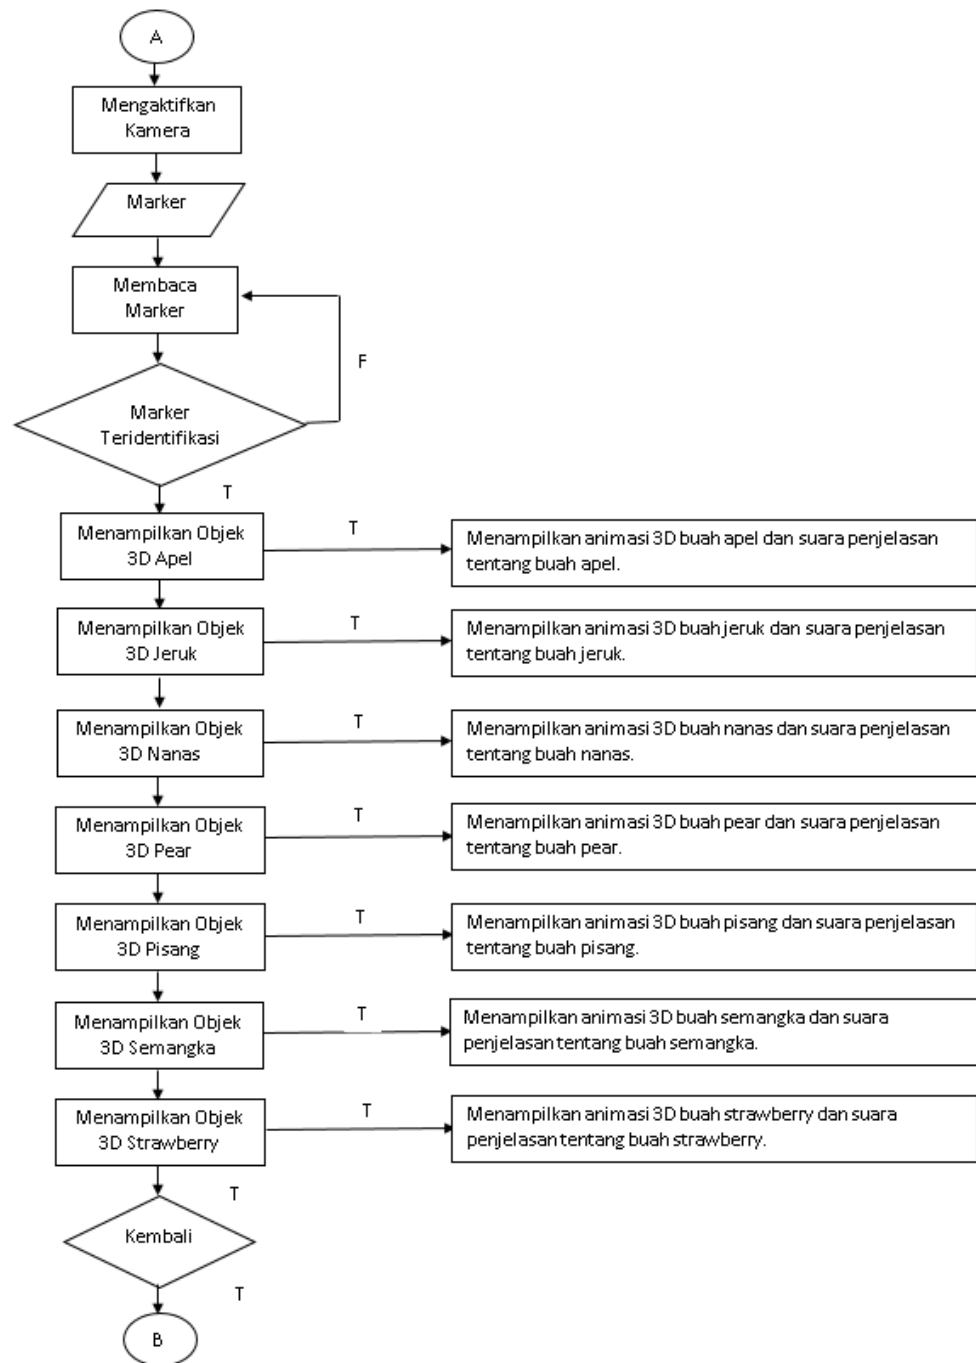 A
Mengaktifkan
Kamera
Marker
Membaca
Marker
F
Marker
Teridentifikasi
T
Menampilkan Objek
3D Apel
T
Menampilkan animasi 3D buah apel dan suara penjelasan
tentang buah apel.
Menampilkan Objek
3D Jeruk
T
Menampilkan animasi 3D buah jeruk dan suara penjelasan
tentang buah jeruk.
Menampilkan Objek
3D Nanas
T
Menampilkan animasi 3D buah nanas dan suara penjelasan
tentang buah nanas.
Menampilkan Objek
3D Pear
T
Menampilkan animasi 3D buah pear dan suara penjelasan
tentang buah pear.
Menampilkan Objek
3D Pisang
T
Menampilkan animasi 3D buah pisang dan suara penjelasan
tentang buah pisang.
Menampilkan Objek
3D Semangka
T
Menampilkan animasi 3D buah semangka dan suara
penjelasan tentang buah semangka.
Menampilkan Objek
3D Strawberry
T
Menampilkan animasi 3D buah strawberry dan suara
penjelasan tentang buah strawberry.
T
Kembali
T
B